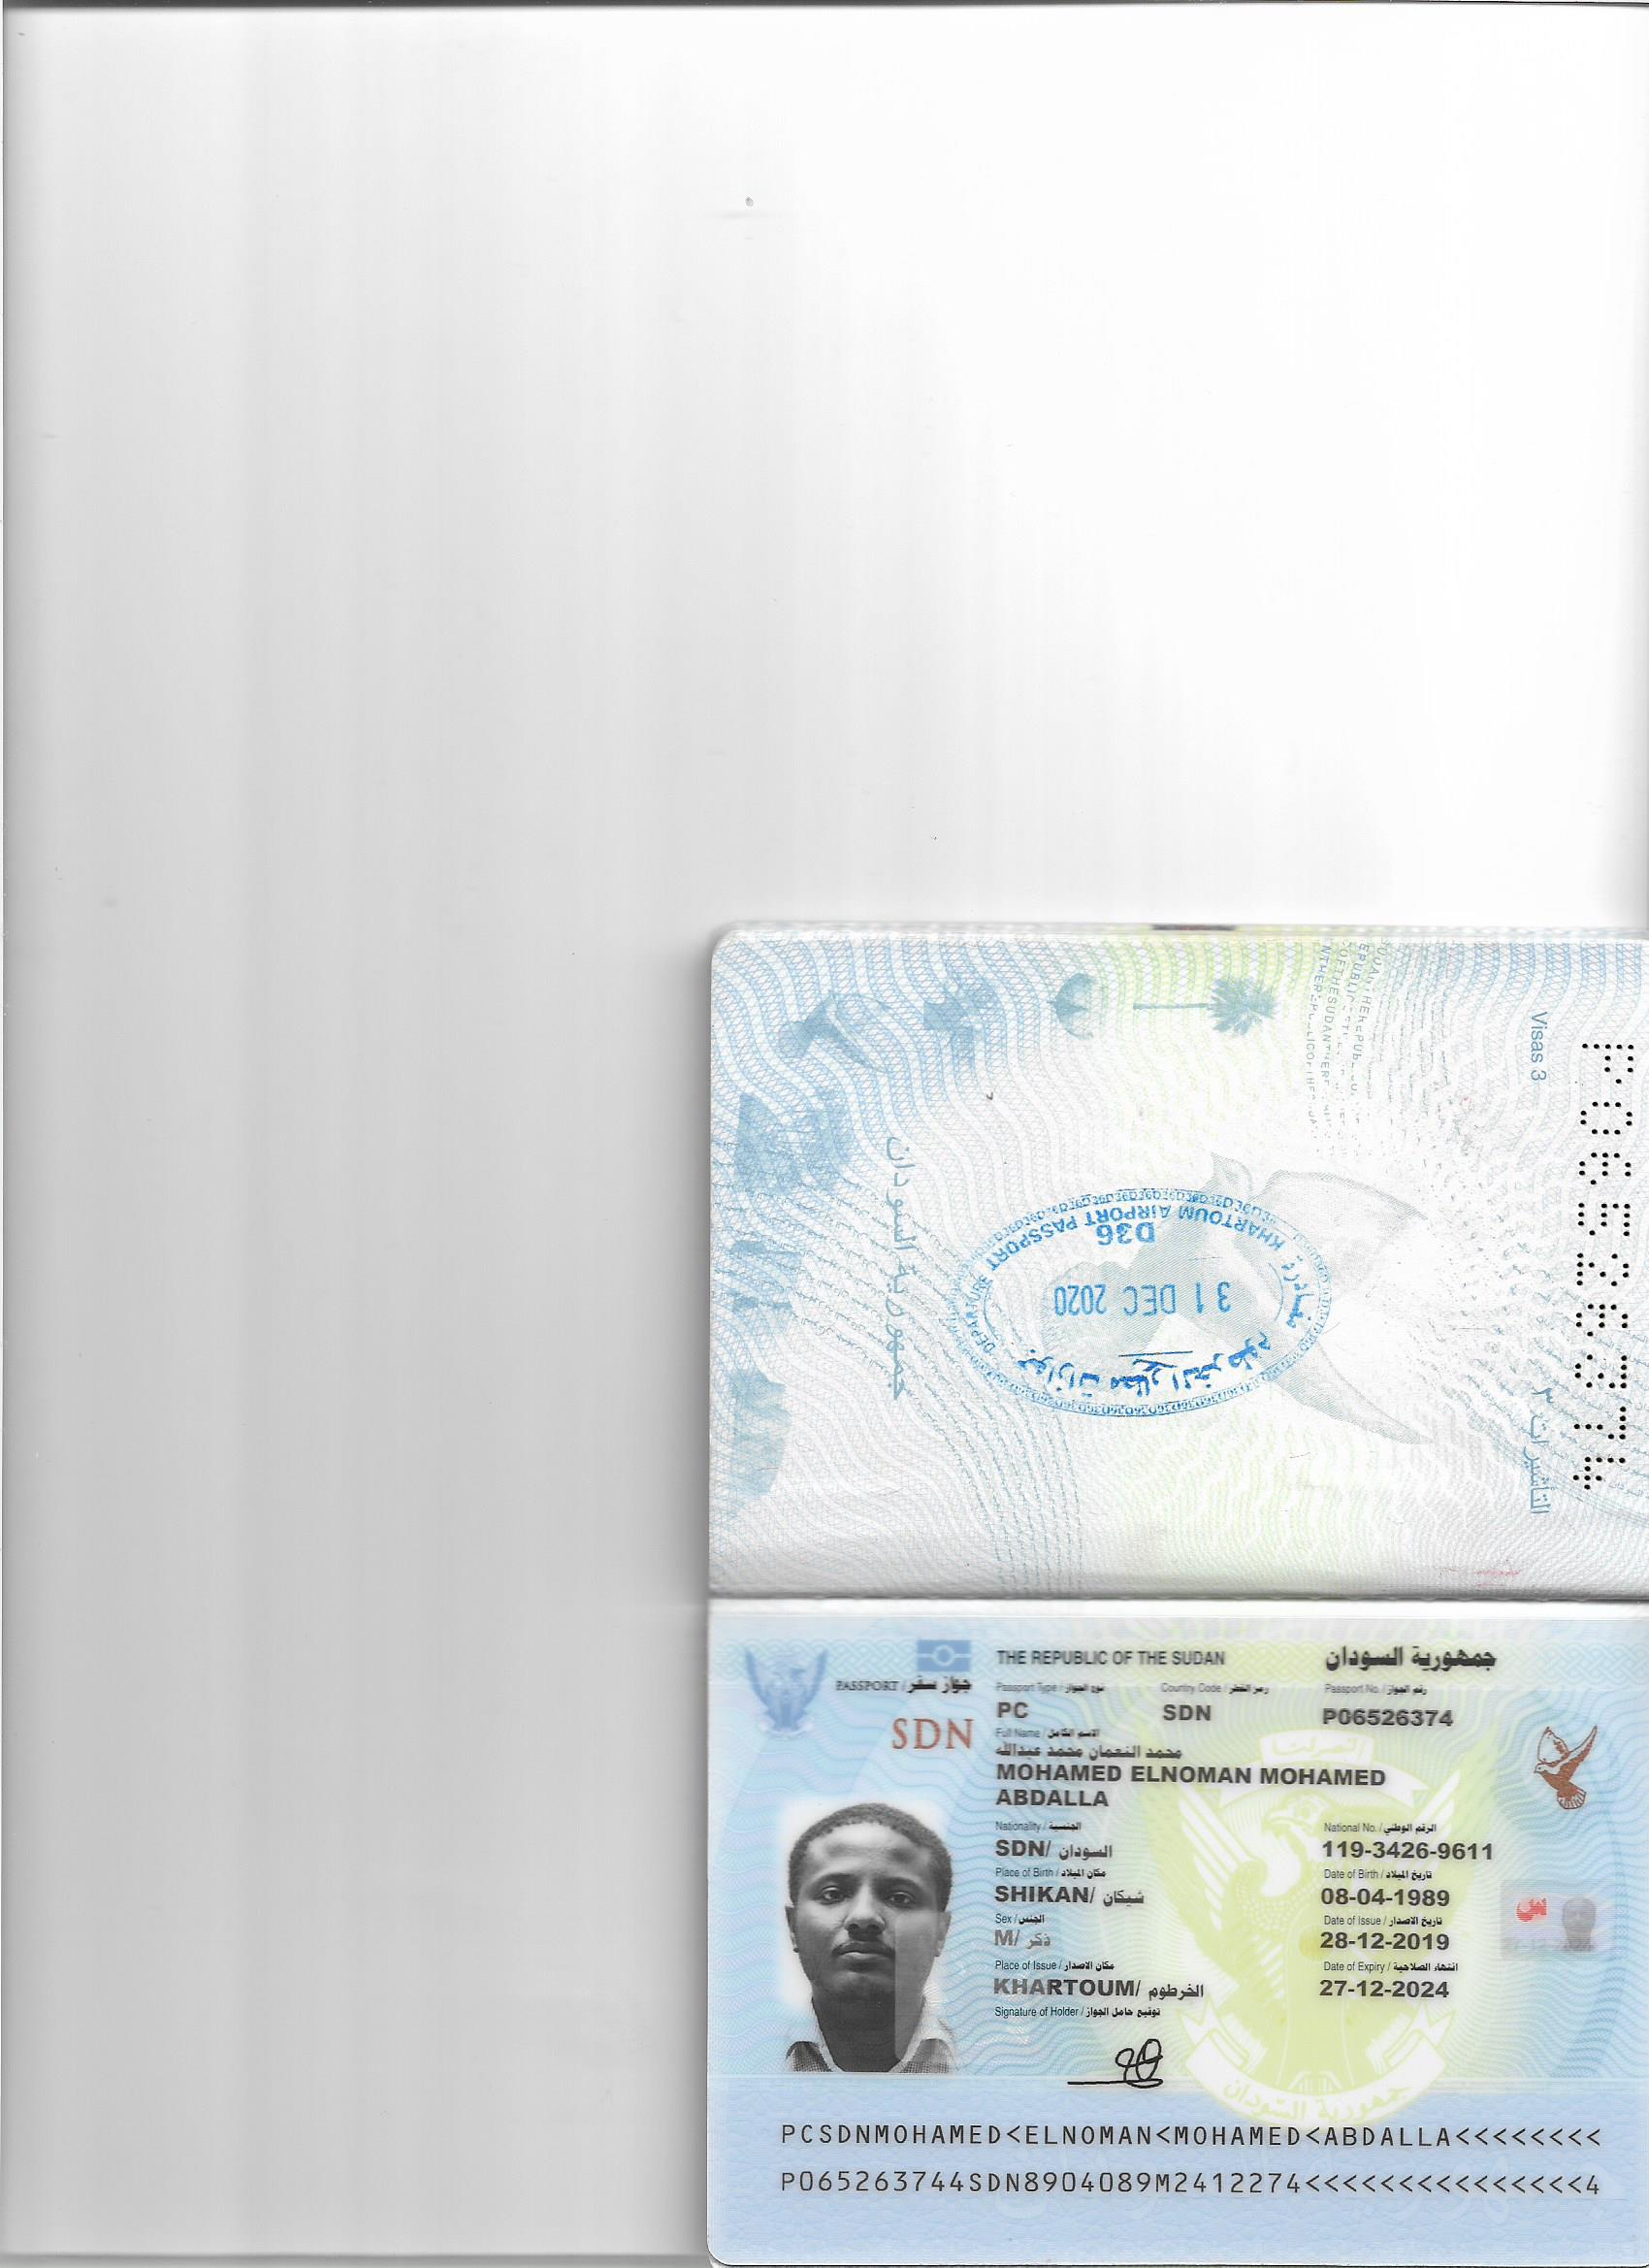 Visas 3
التأشيرات ٣
P06526374
جمهورية السودان
KHARTOUM AIRPORT PASSPORT
D36
31 DEC 2020
DEPARTURE
مغادرة
جوازات مطار الخرطوم
THE REPUBLIC OF THE SUDAN جمهورية السودان
PASSPORT / جواز سفر
SDN
Passport Type / نوع الجواز Country Code / رمز القطر Passport No. / رقم الجواز
PC SDN P06526374
Full Name / الاسم الكامل
محمد النعمان محمد عبدالله
MOHAMED ELNOMAN MOHAMED
ABDALLA
Nationality / الجنسية National No. / الرقم الوطني
SDN/ السودان 119-3426-9611
Place of Birth / مكان الميلاد Date of Birth / تاريخ الميلاد
SHIKAN/ شيكان 08-04-1989
Sex / الجنس Date of Issue / تاريخ الاصدار
M/ ذكر 28-12-2019
Place of Issue / مكان الاصدار Date of Expiry / انتهاء الصلاحية
KHARTOUM/ الخرطوم 27-12-2024
Signature of Holder / توقيع حامل الجواز
جمهورية السودان
PCSDNMOHAMED<ELNOMAN<MOHAMED<ABDALLA<<<<<<<<
P065263744SDN8904089M2412274<<<<<<<<<<<<<<<4